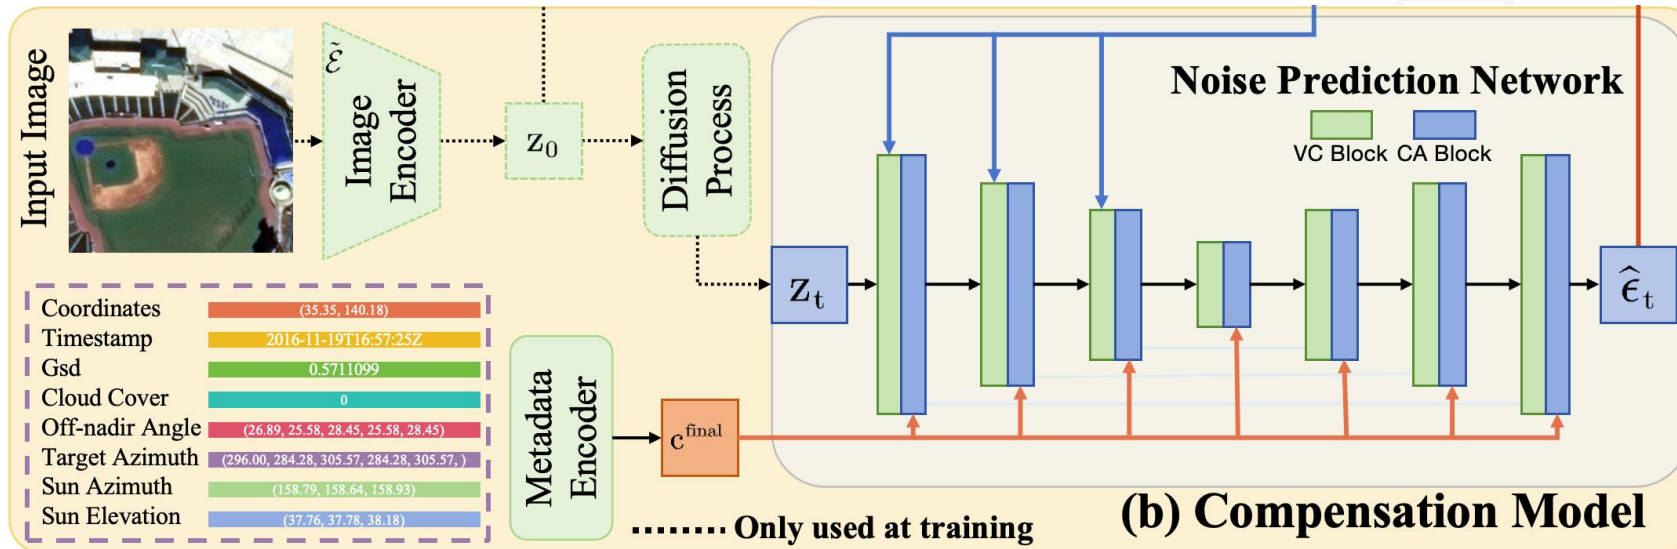 Input Image
ℰ̃
Image
Encoder
z₀
Diffusion
Process
Noise Prediction Network
VC Block CA Block
zₜ
ε̂ₜ
Coordinates (35.35, 140.18)
Timestamp 2016-11-19T16:57:25Z
Gsd 0.5711099
Cloud Cover 0
Off-nadir Angle (26.89, 25.58, 28.45, 25.58, 28.45)
Target Azimuth (296.00, 284.28, 305.57, 284.28, 305.57, )
Sun Azimuth (158.79, 158.64, 158.93)
Sun Elevation (37.76, 37.78, 38.18)
Metadata
Encoder
c^final
Only used at training
(b) Compensation Model